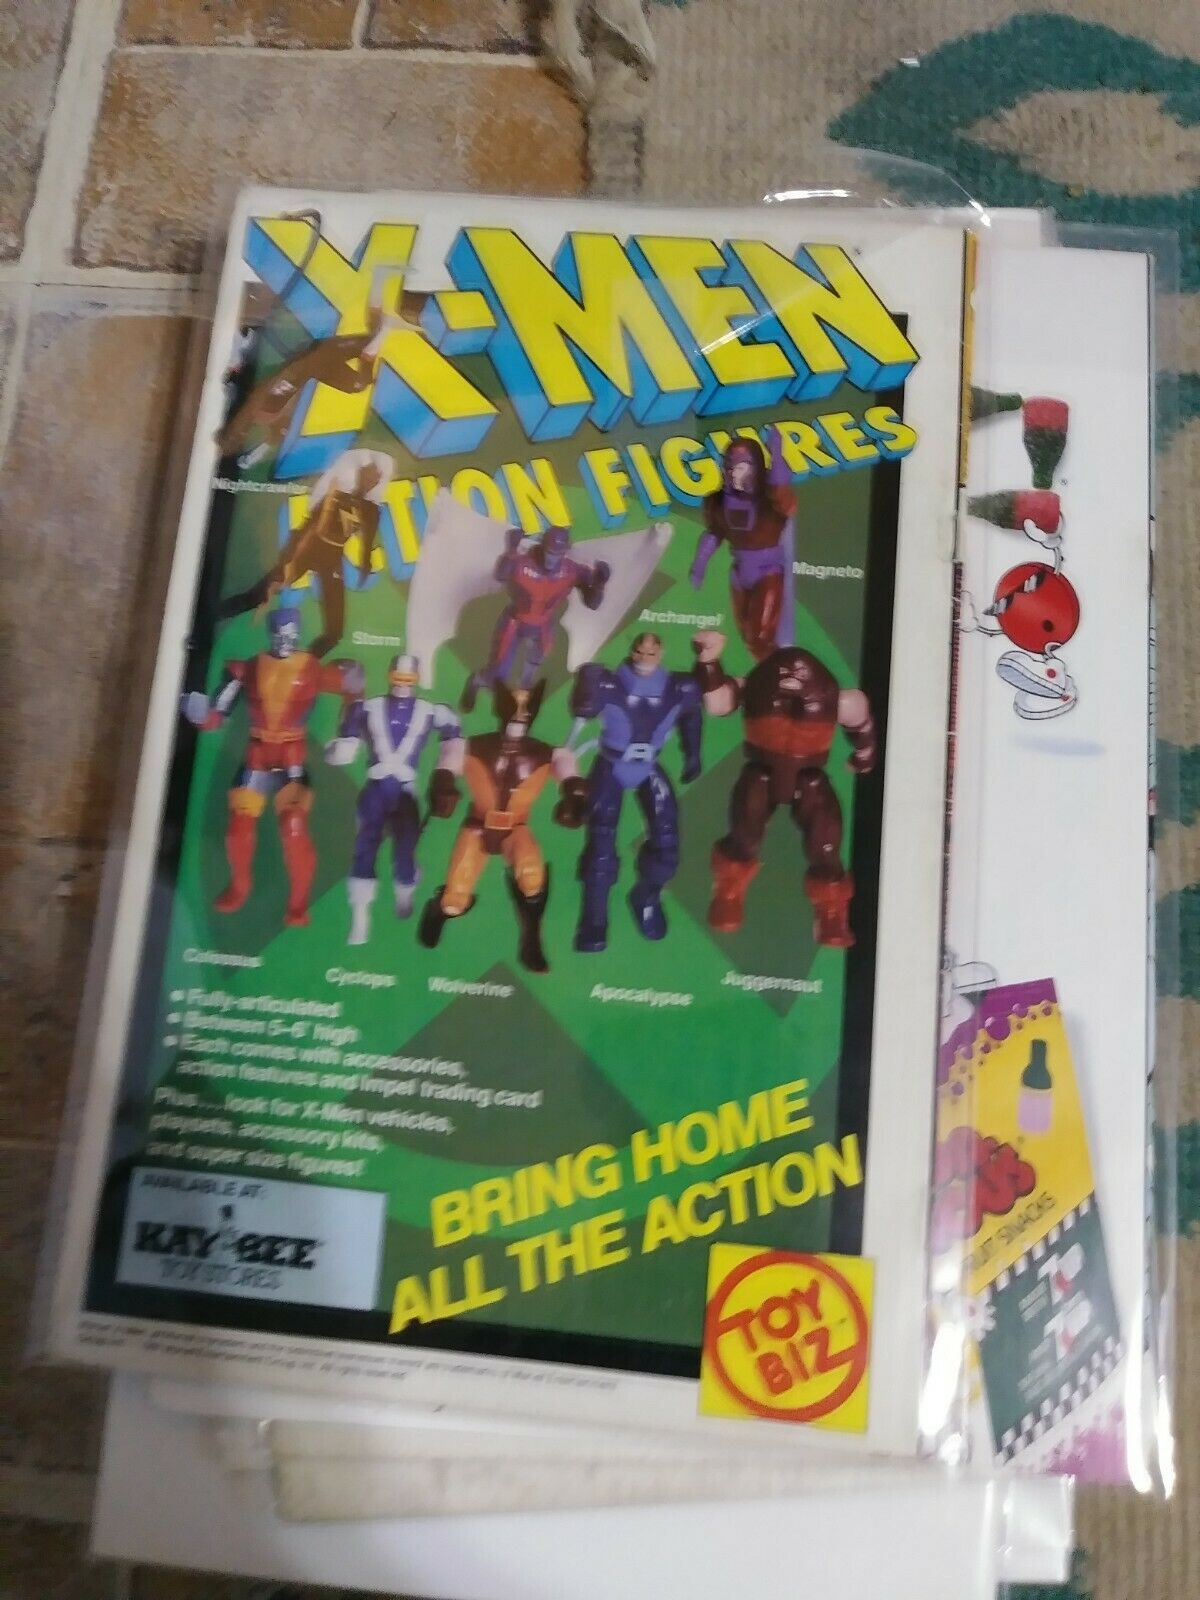 X-MEN
ACTION FIGURES
Nightcrawler
Magneto
Storm
Archangel
Colossus
Cyclops
Wolverine
Apocalypse
Juggernaut
• Fully-articulated
• Between 5-6" high
• Each comes with accessories,
action features and Impel trading card
Plus....look for X-Men vehicles,
playsets, accessory kits,
and super size figures!
BRING HOME
ALL THE ACTION
AVAILABLE AT:
KAY BEE
TOY STORES
TOY
BIZ
FRUIT SNACKS